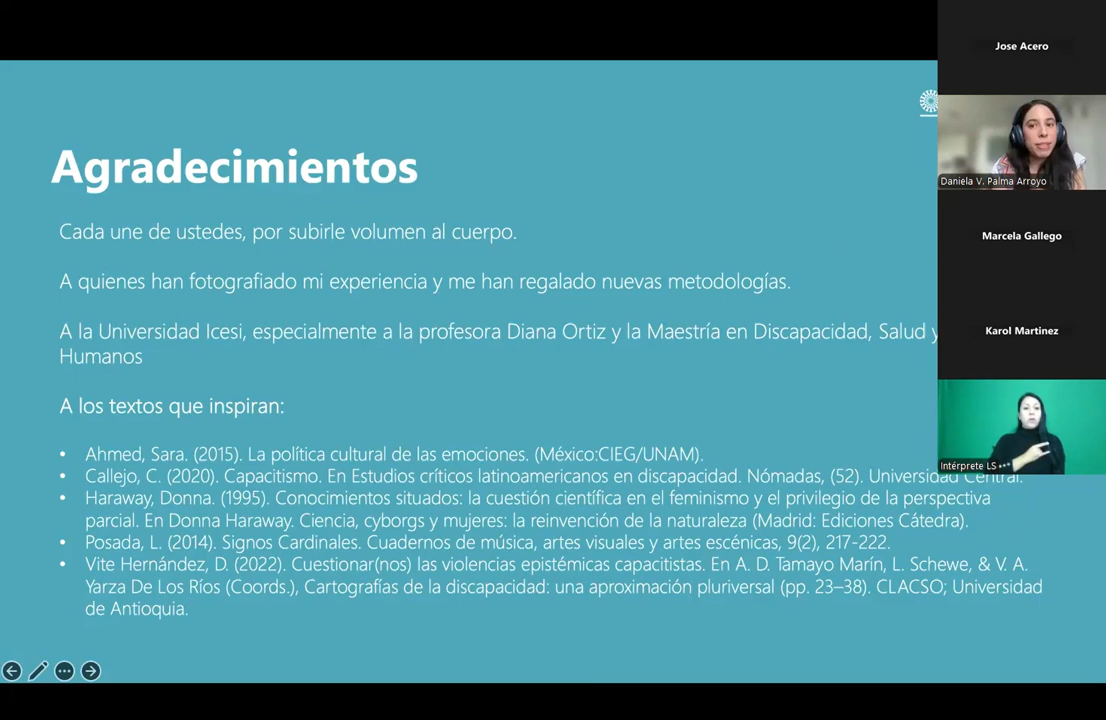 Agradecimientos
Cada une de ustedes, por subirle volumen al cuerpo.
A quienes han fotografiado mi experiencia y me han regalado nuevas metodologías.
A la Universidad Icesi, especialmente a la profesora Diana Ortiz y la Maestría en Discapacidad, Salud y
Humanos
A los textos que inspiran:
• Ahmed, Sara. (2015). La política cultural de las emociones. (México:CIEG/UNAM).
• Callejo, C. (2020). Capacitismo. En Estudios críticos latinoamericanos en discapacidad. Nómadas, (52). Universidad Central.
• Haraway, Donna. (1995). Conocimientos situados: la cuestión científica en el feminismo y el privilegio de la perspectiva
parcial. En Donna Haraway. Ciencia, cyborgs y mujeres: la reinvención de la naturaleza (Madrid: Ediciones Cátedra).
• Posada, L. (2014). Signos Cardinales. Cuadernos de música, artes visuales y artes escénicas, 9(2), 217-222.
• Vite Hernández, D. (2022). Cuestionar(nos) las violencias epistémicas capacitistas. En A. D. Tamayo Marín, L. Schewe, & V. A.
Yarza De Los Ríos (Coords.), Cartografías de la discapacidad: una aproximación pluriversal (pp. 23–38). CLACSO; Universidad
de Antioquia.
Jose Acero
Daniela V. Palma Arroyo
Marcela Gallego
Karol Martinez
Intérprete LS